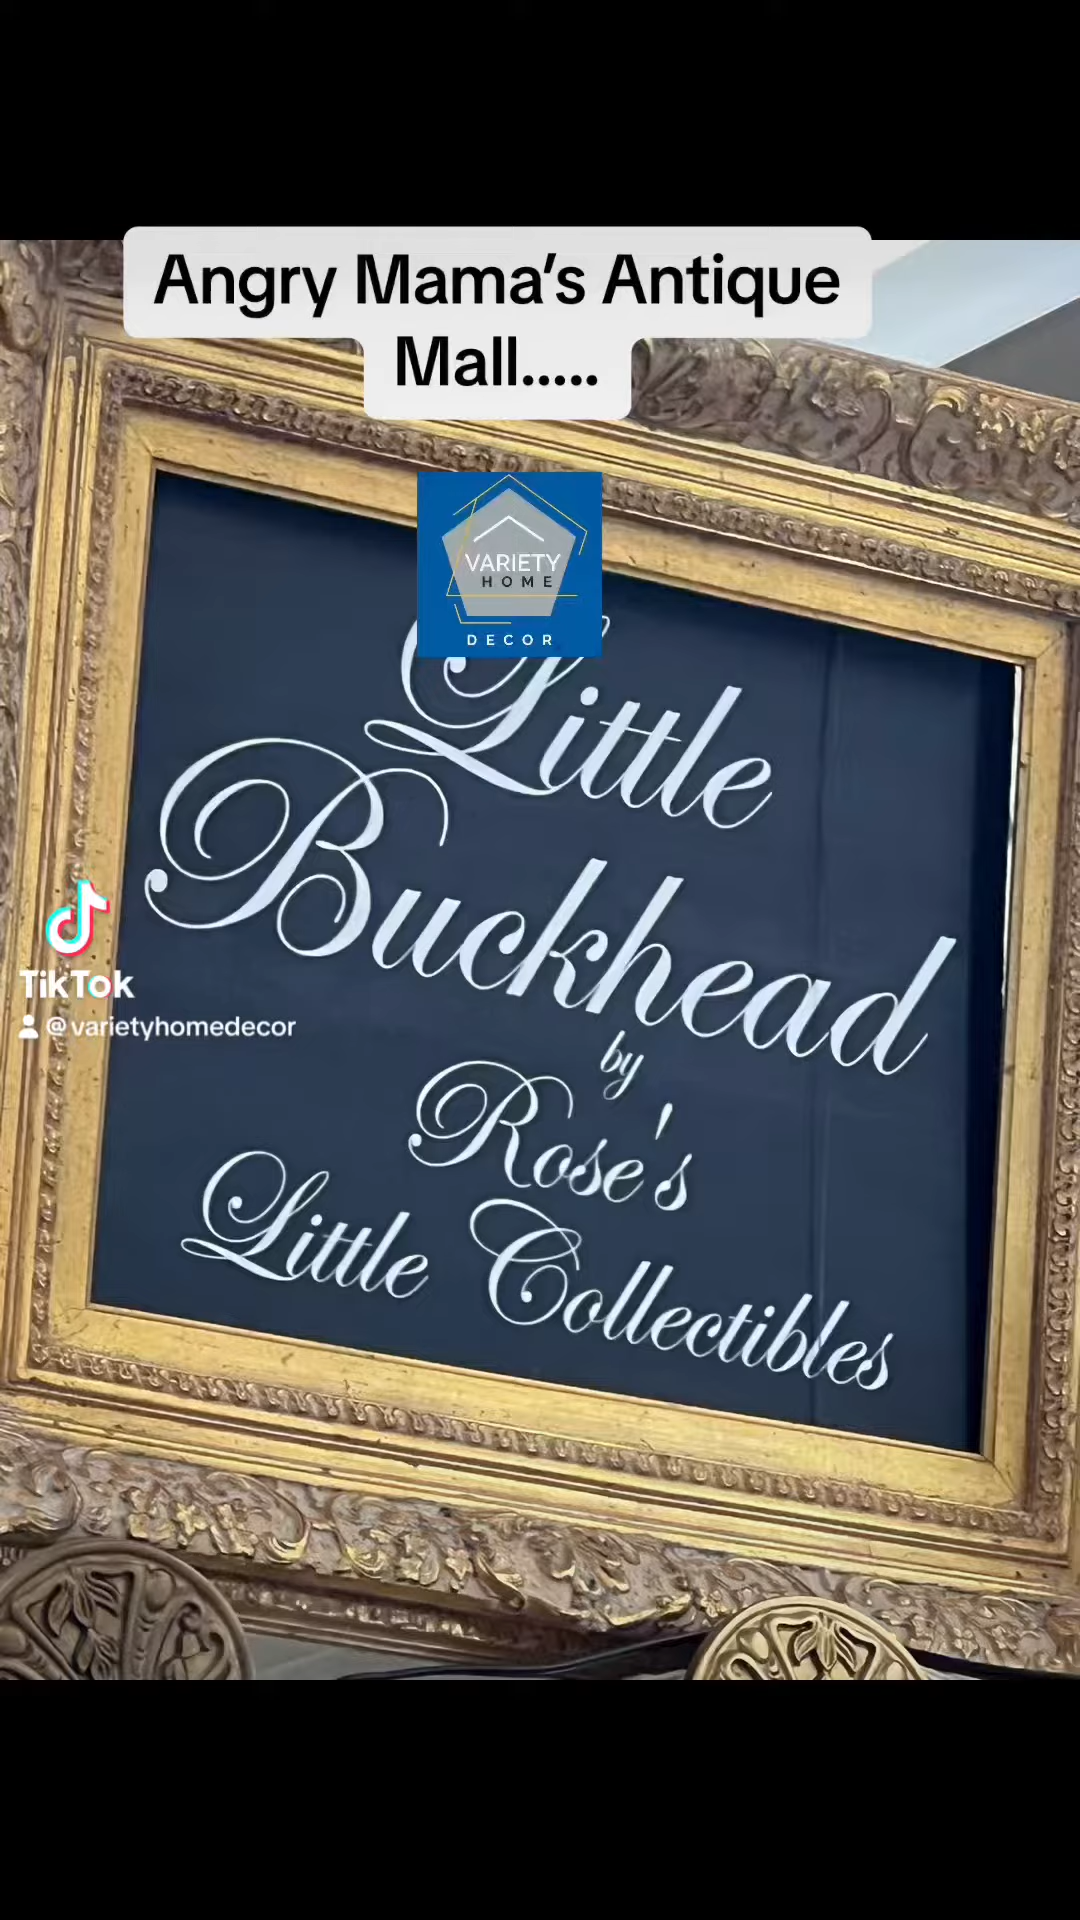 Angry Mama’s Antique
Mall.....
VARIETY
HOME
DECOR
Little
Buckhead
by
Rose's
Little Collectibles
TikTok
@varietyhomedecor